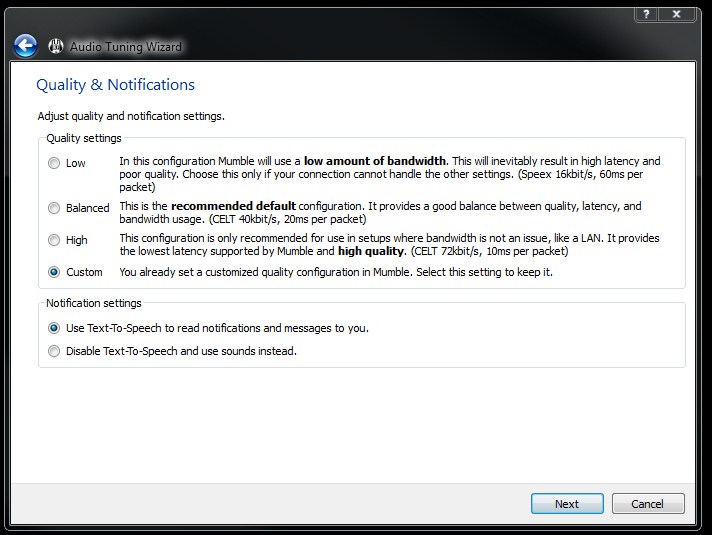 Audio Tuning Wizard
Quality & Notifications
Adjust quality and notification settings.
Quality settings
Low
In this configuration Mumble will use a low amount of bandwidth. This will inevitably result in high latency and
poor quality. Choose this only if your connection cannot handle the other settings. (Speex 16kbit/s, 60ms per
packet)
Balanced
This is the recommended default configuration. It provides a good balance between quality, latency, and
bandwidth usage. (CELT 40kbit/s, 20ms per packet)
High
This configuration is only recommended for use in setups where bandwidth is not an issue, like a LAN. It provides
the lowest latency supported by Mumble and high quality. (CELT 72kbit/s, 10ms per packet)
Custom
You already set a customized quality configuration in Mumble. Select this setting to keep it.
Notification settings
Use Text-To-Speech to read notifications and messages to you.
Disable Text-To-Speech and use sounds instead.
Next
Cancel